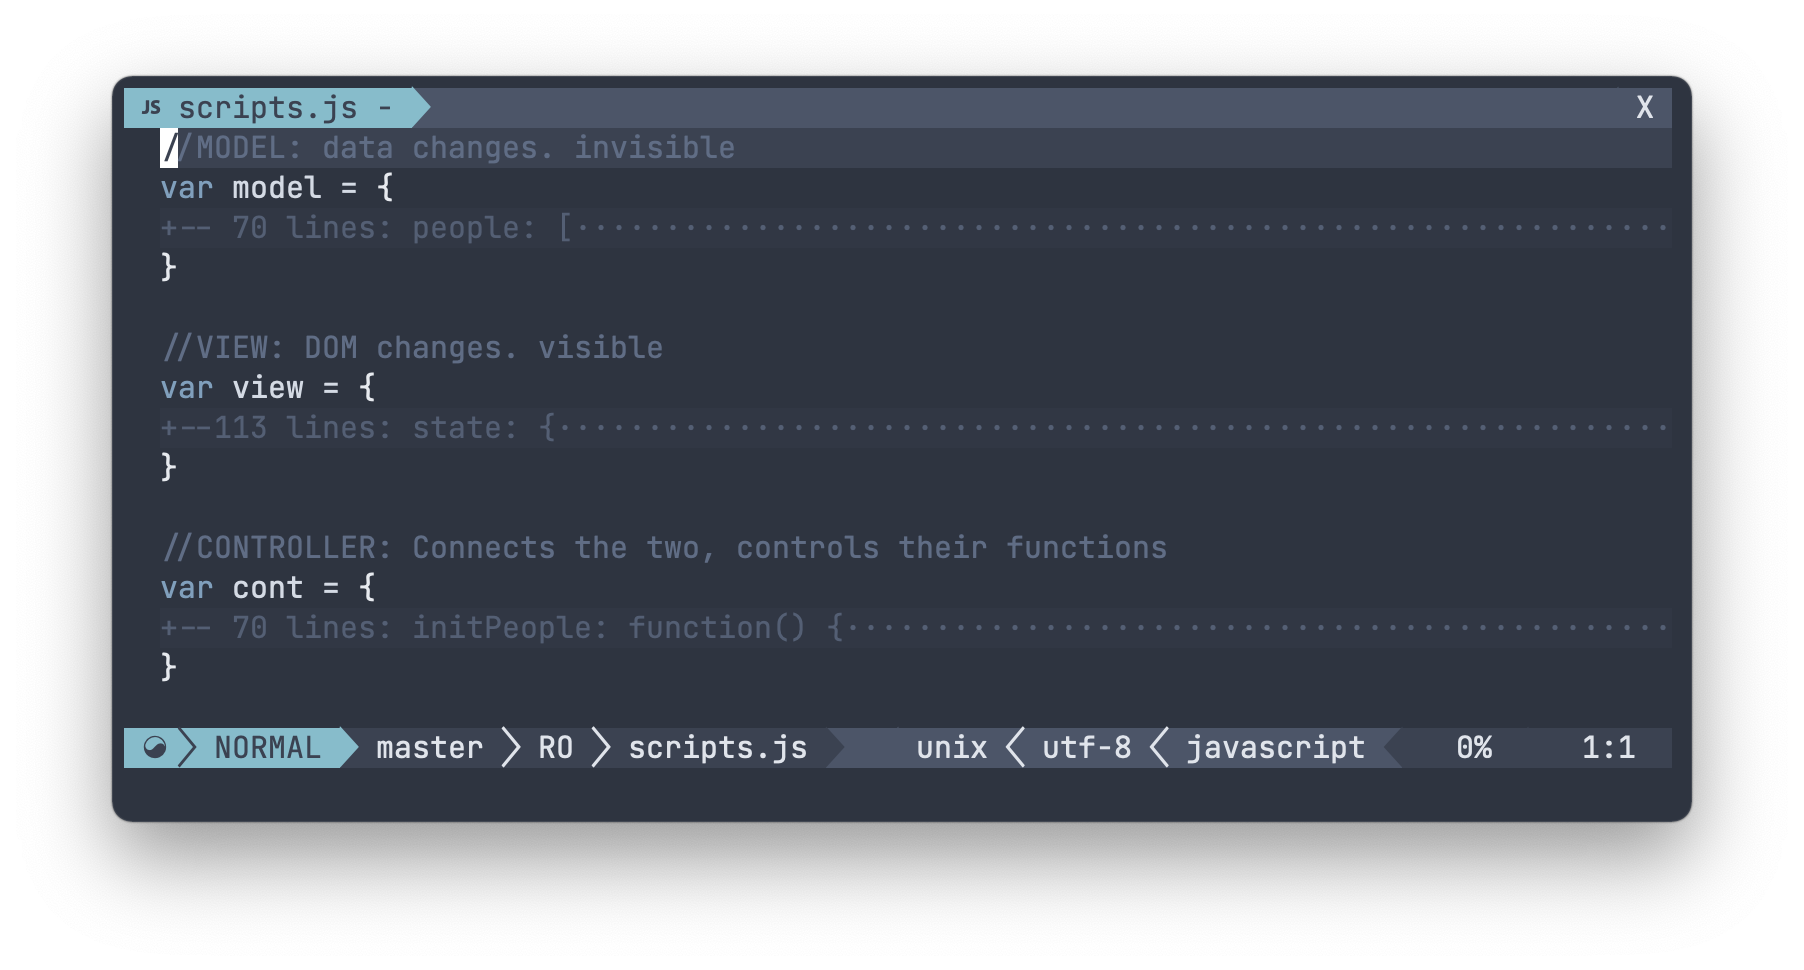 JS scripts.js - X
//MODEL: data changes. invisible
var model = {
+-- 70 lines: people: [·····························································
}
//VIEW: DOM changes. visible
var view = {
+--113 lines: state: {······························································
}
//CONTROLLER: Connects the two, controls their functions
var cont = {
+-- 70 lines: initPeople: function() {··············································
}
NORMAL master RO scripts.js unix utf-8 javascript 0% 1:1